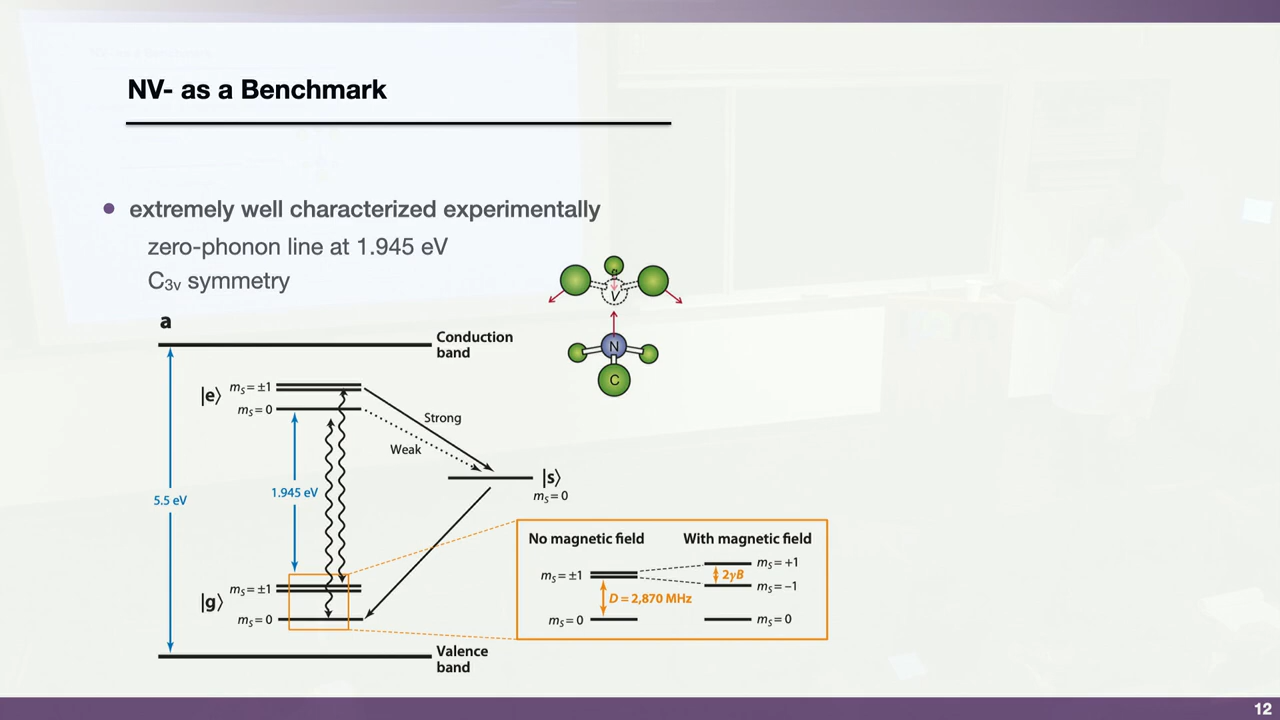 NV- as a Benchmark
• extremely well characterized experimentally
zero-phonon line at 1.945 eV
C3v symmetry
V
N
C
a
Conduction
band
|e⟩
mS = ±1
mS = 0
Strong
Weak
|s⟩
mS = 0
5.5 eV
1.945 eV
|g⟩
mS = ±1
mS = 0
Valence
band
No magnetic field
With magnetic field
mS = ±1
D = 2,870 MHz
mS = 0
mS = +1
2γB
mS = −1
mS = 0
12